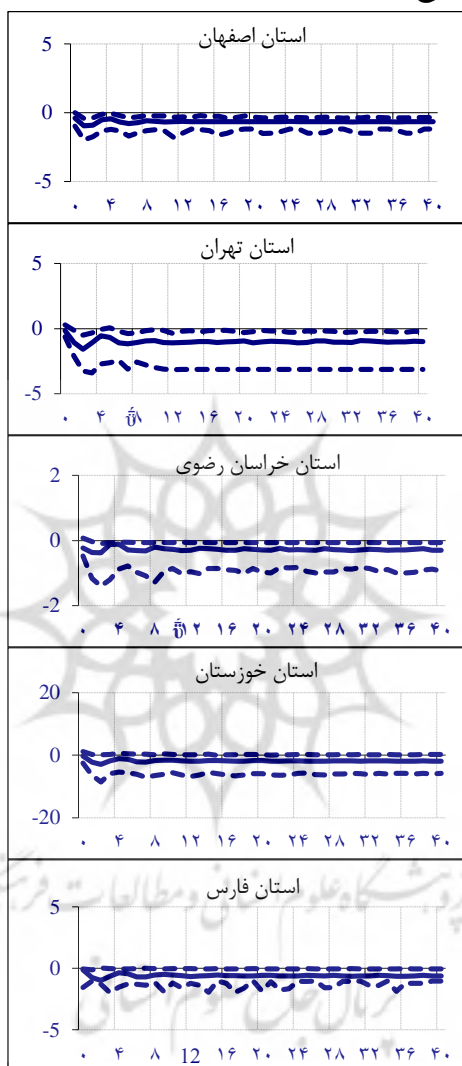 استان اصفهان
5
0
-5
۰ ۴ ۸ ۱۲ ۱۶ ۲۰ ۲۴ ۲۸ ۳۲ ۳۶ ۴۰
استان تهران
5
0
-5
۰ ۴ ۸ ۱۲ ۱۶ ۲۰ ۲۴ ۲۸ ۳۲ ۳۶ ۴۰
استان خراسان رضوی
2
0
-2
۰ ۴ ۸ ۱۲ ۱۶ ۲۰ ۲۴ ۲۸ ۳۲ ۳۶ ۴۰
استان خوزستان
20
0
-20
۰ ۴ ۸ ۱۲ ۱۶ ۲۰ ۲۴ ۲۸ ۳۲ ۳۶ ۴۰
استان فارس
5
0
-5
۰ ۴ ۸ 12 ۱۶ ۲۰ ۲۴ ۲۸ ۳۲ ۳۶ ۴۰